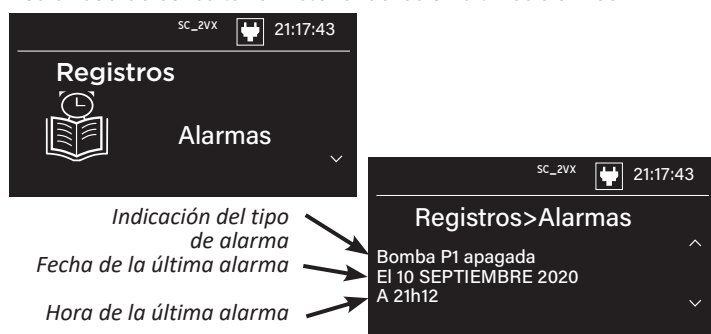 SC_2VX 21:17:43
Registros
Alarmas
SC_2VX 21:17:43
Registros>Alarmas
Indicación del tipo
de alarma
Fecha de la última alarma
Hora de la última alarma
Bomba P1 apagada
El 10 SEPTIEMBRE 2020
A 21h12